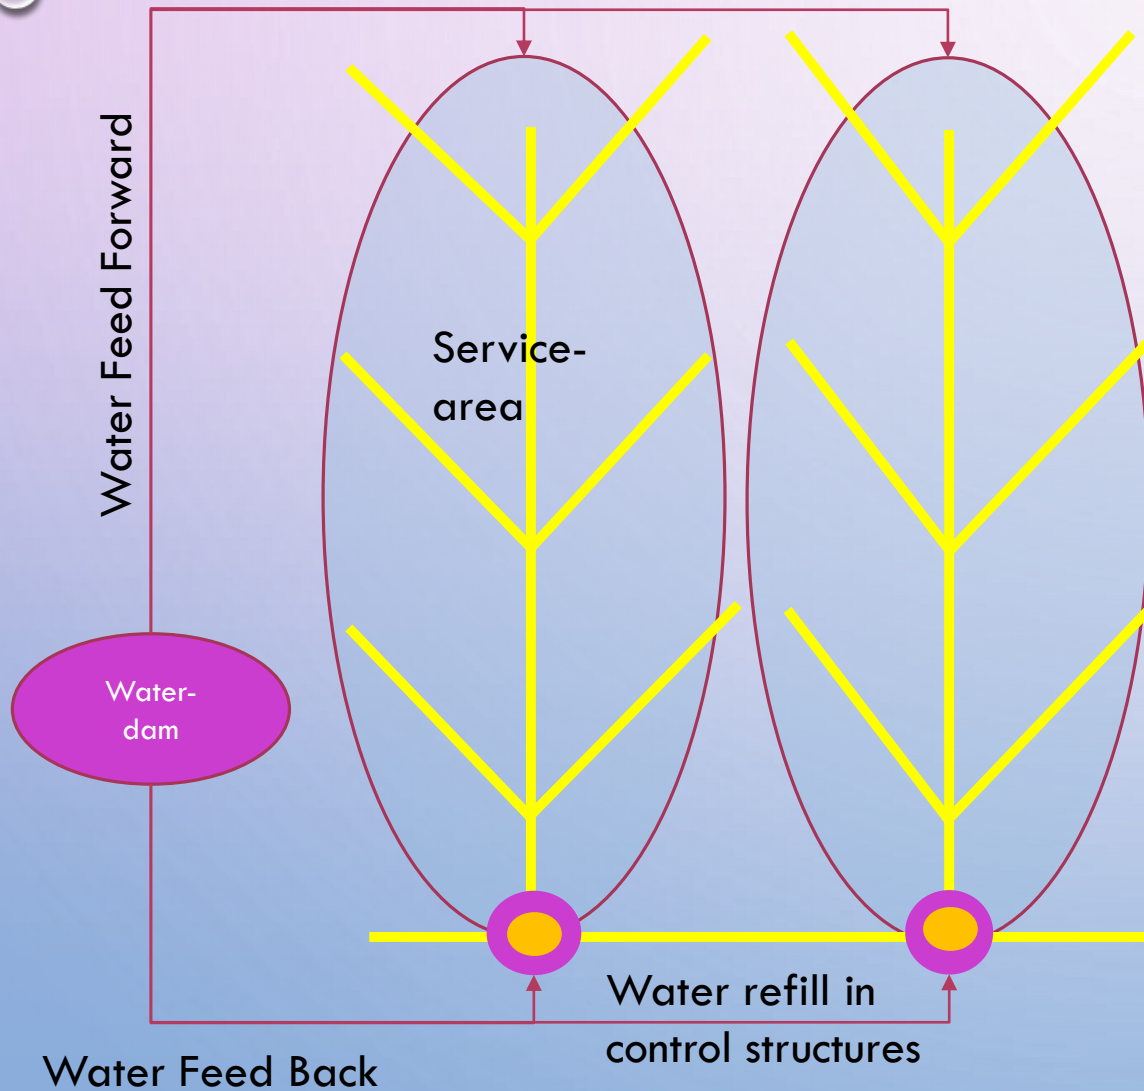 Water Feed Forward
Service-
area
Water-
dam
Water refill in
control structures
Water Feed Back